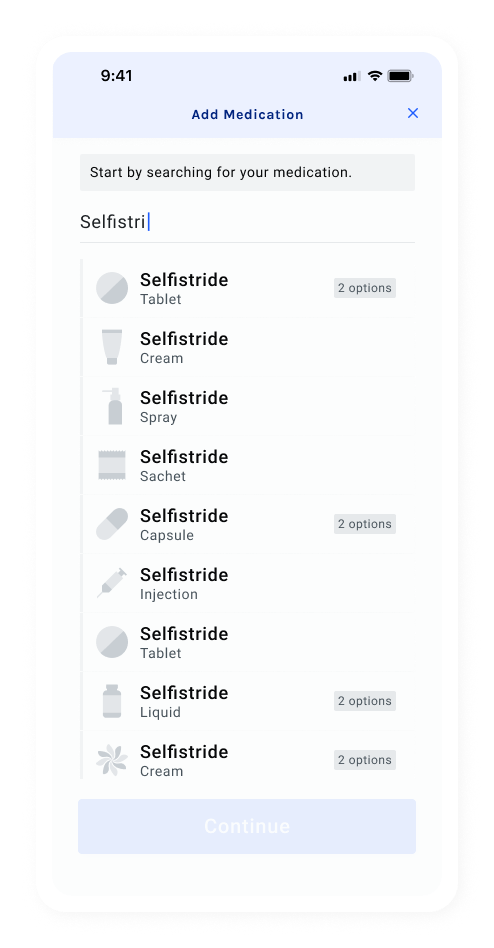 9:41
Add Medication
Start by searching for your medication.
Selfistri
Selfistride
Tablet
2 options
Selfistride
Cream
Selfistride
Spray
Selfistride
Sachet
Selfistride
Capsule
2 options
Selfistride
Injection
Selfistride
Tablet
Selfistride
Liquid
2 options
Selfistride
Cream
2 options
Continue